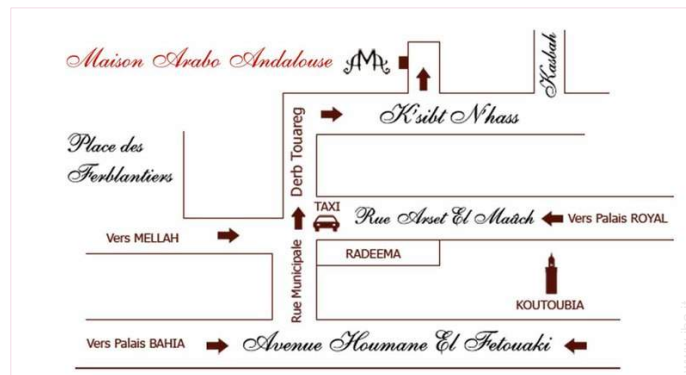 Maison Arabo Andalouse
AMA
Kasbah
K'sibt N'hass
Derb Touareg
Place des
Ferblantiers
TAXI
Rue Arset El Maâch
Vers Palais ROYAL
Vers MELLAH
RADEEMA
Rue Municipale
KOUTOUBIA
Vers Palais BAHIA
Avenue Houmane El Fetouaki